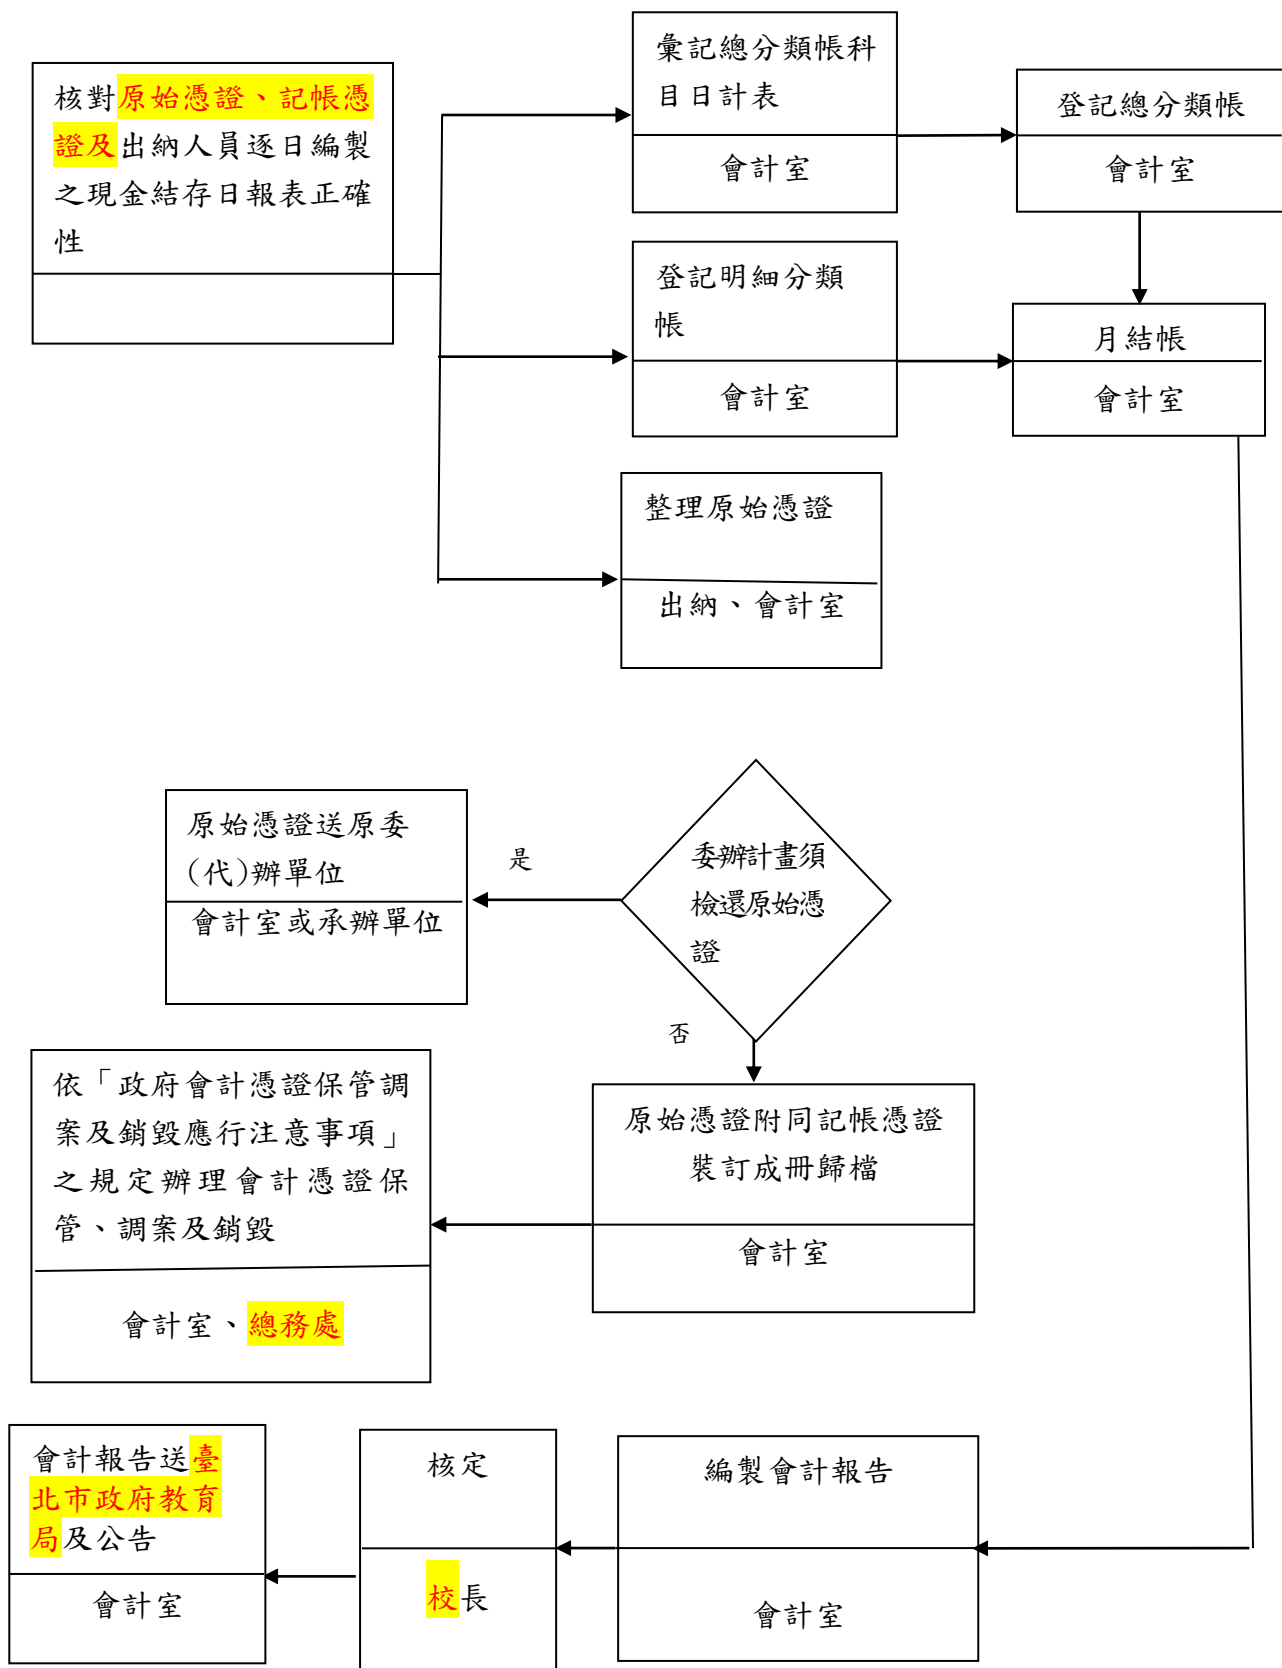 核對原始憑證、記帳憑
證及出納人員逐日編製
之現金結存日報表正確
性
彙記總分類帳科
目日計表
會計室
登記總分類帳
會計室
登記明細分類
帳
會計室
月結帳
會計室
整理原始憑證
出納、會計室
委辦計畫須
檢還原始憑
證
是
原始憑證送原委
(代)辦單位
會計室或承辦單位
否
原始憑證附同記帳憑證
裝訂成冊歸檔
會計室
依「政府會計憑證保管調
案及銷毀應行注意事項」
之規定辦理會計憑證保
管、調案及銷毀
會計室、總務處
編製會計報告
會計室
核定
校長
會計報告送臺
北市政府教育
局及公告
會計室